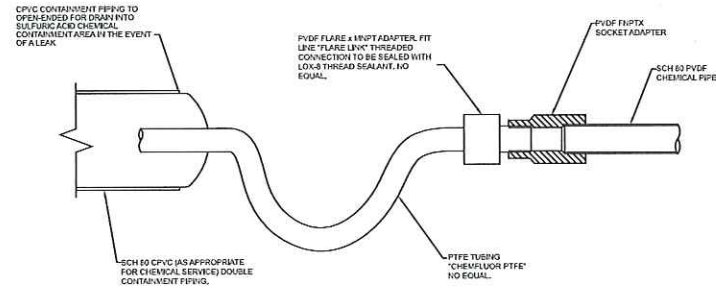 CPVC CONTAINMENT PIPING TO
OPEN-ENDED FOR DRAIN INTO
SULFURIC ACID CHEMICAL
CONTAINMENT AREA IN THE EVENT
OF A LEAK
PVDF FLARE x MNPT ADAPTER, FIT
LINE "FLARE LINK" THREADED
CONNECTION TO BE SEALED WITH
LOX-8 THREAD SEALANT. NO
EQUAL.
PVDF FNPTX
SOCKET ADAPTER
SCH 80 PVDF
CHEMICAL PIPE
SCH 80 CPVC (AS APPROPRIATE
FOR CHEMICAL SERVICE) DOUBLE
CONTAINMENT PIPING.
PTFE TUBING
"CHEMFLUOR PTFE"
NO EQUAL.